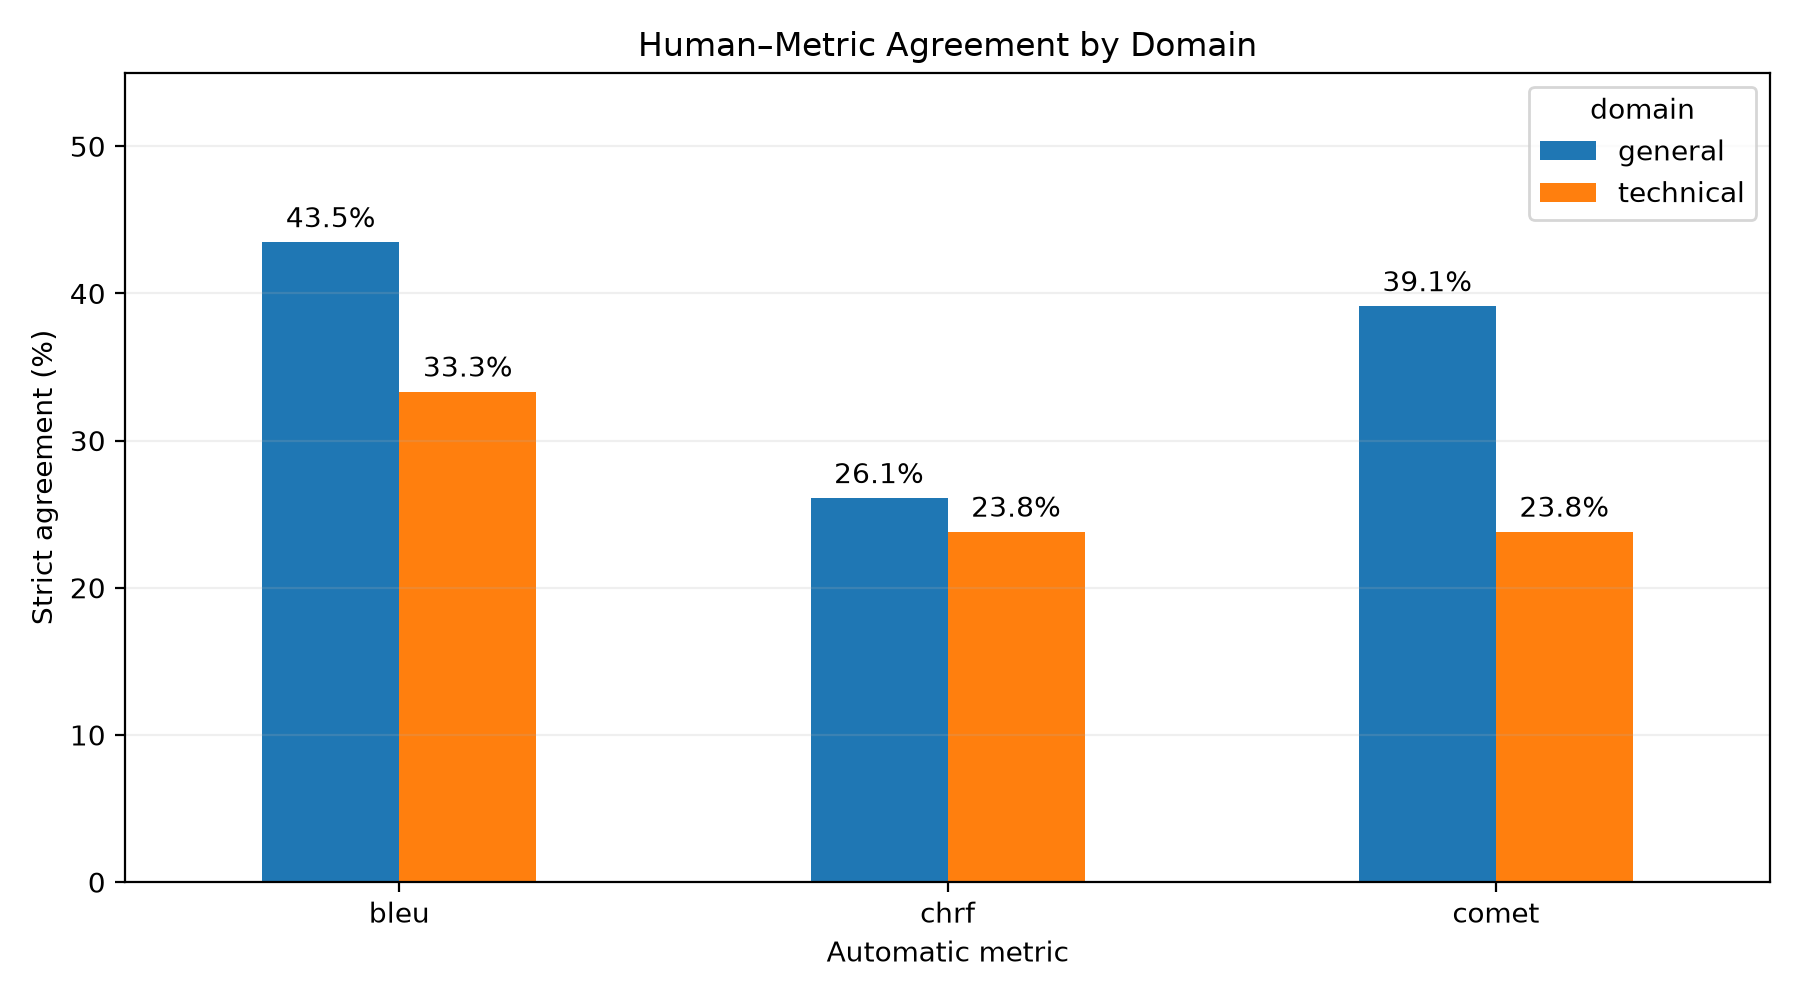 Human–Metric Agreement by Domain
domain
general
technical
50
40
30
20
10
0
Strict agreement (%)
43.5%
33.3%
26.1%
23.8%
39.1%
23.8%
bleu
chrf
comet
Automatic metric